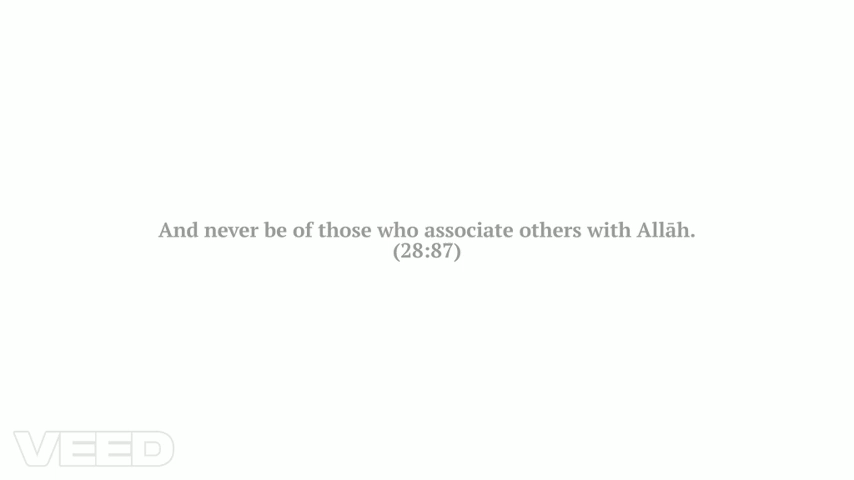 And never be of those who associate others with Allāh.
(28:87)
VEED